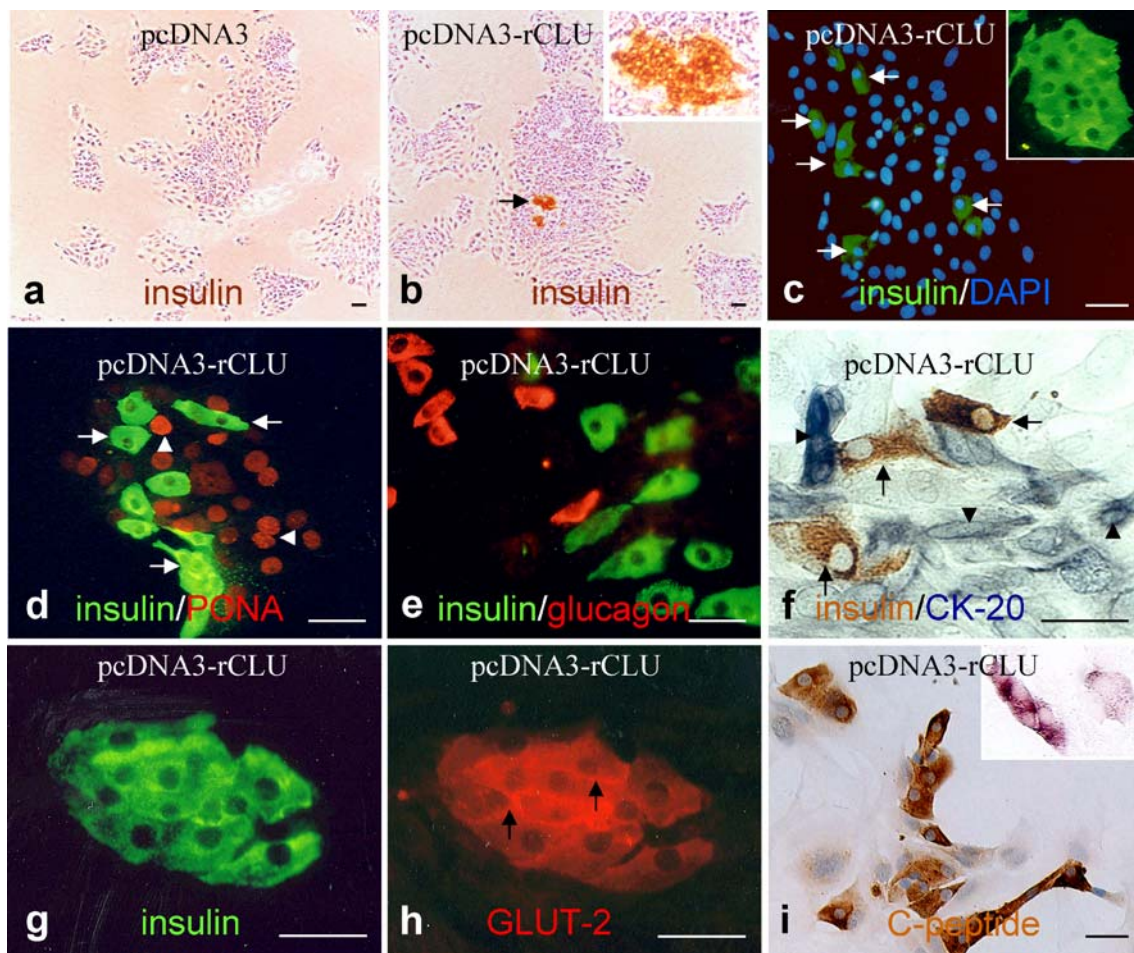 pcDNA3
a insulin
pcDNA3-rCLU
b insulin
pcDNA3-rCLU
c insulin/DAPI
pcDNA3-rCLU
d insulin/PCNA
pcDNA3-rCLU
e insulin/glucagon
pcDNA3-rCLU
f insulin/CK-20
pcDNA3-rCLU
g insulin
pcDNA3-rCLU
h GLUT-2
pcDNA3-rCLU
i C-peptide